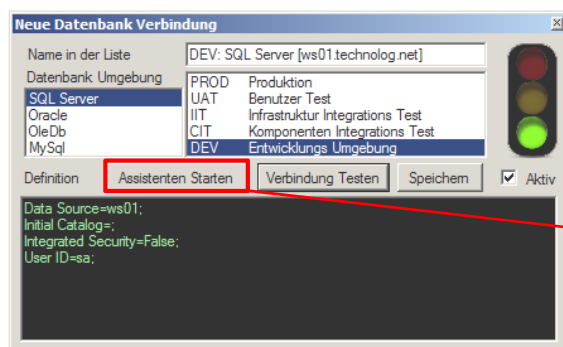 Neue Datenbank Verbindung
Name in der Liste DEV: SQL Server [ws01.technolog.net]
Datenbank Umgebung
SQL Server
Oracle
OleDb
MySql
PROD Produktion
UAT Benutzer Test
IIT Infrastruktur Integrations Test
CIT Komponenten Integrations Test
DEV Entwicklungs Umgebung
Definition Assistenten Starten Verbindung Testen Speichern Aktiv
Data Source=ws01;
Initial Catalog=;
Integrated Security=False;
User ID=sa;